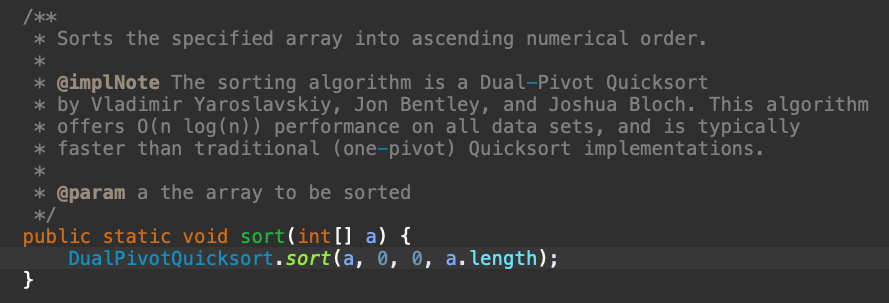 /**
 * Sorts the specified array into ascending numerical order.
 *
 * @implNote The sorting algorithm is a Dual-Pivot Quicksort
 * by Vladimir Yaroslavskiy, Jon Bentley, and Joshua Bloch. This algorithm
 * offers O(n log(n)) performance on all data sets, and is typically
 * faster than traditional (one-pivot) Quicksort implementations.
 *
 * @param a the array to be sorted
 */
public static void sort(int[] a) {
    DualPivotQuicksort.sort(a, 0, 0, a.length);
}